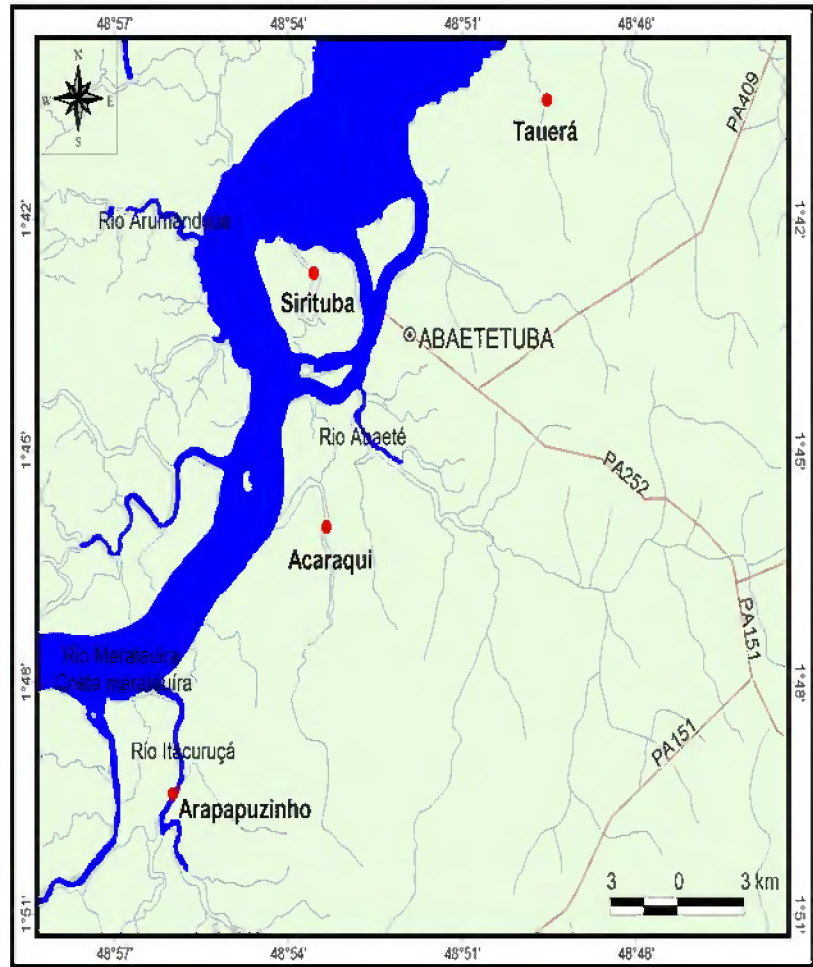 48°57' 48°54' 48°51' 48°48'
N
W E
S
Tauerá
PA409
1°42' 1°42'
Rio Arumanduba
Sirituba
ABAETETUBA
Rio Abaeté
1°45' 1°45'
PA252
Acaraqui
PA151
Rio Meratauíra
Costa maratauíra
1°48' 1°48'
Rio Itacuruçá
PA151
Arapapuzinho
3 0 3 km
1°51' 1°51'
48°57' 48°54' 48°51' 48°48'